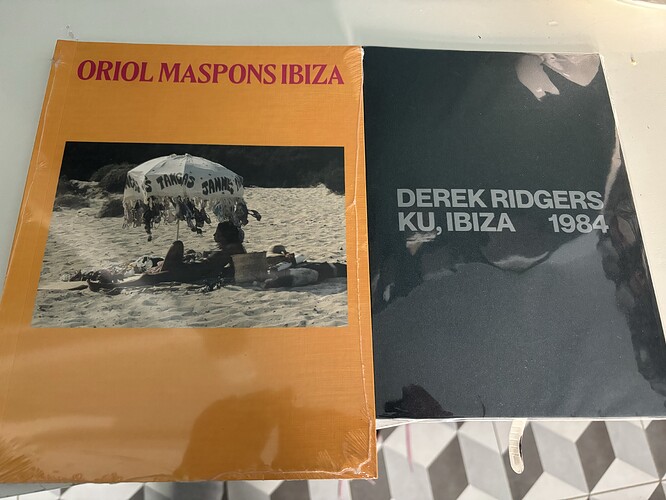 ORIOL MASPONS IBIZA
TANGAS
DEREK RIDGERS
KU, IBIZA 1984